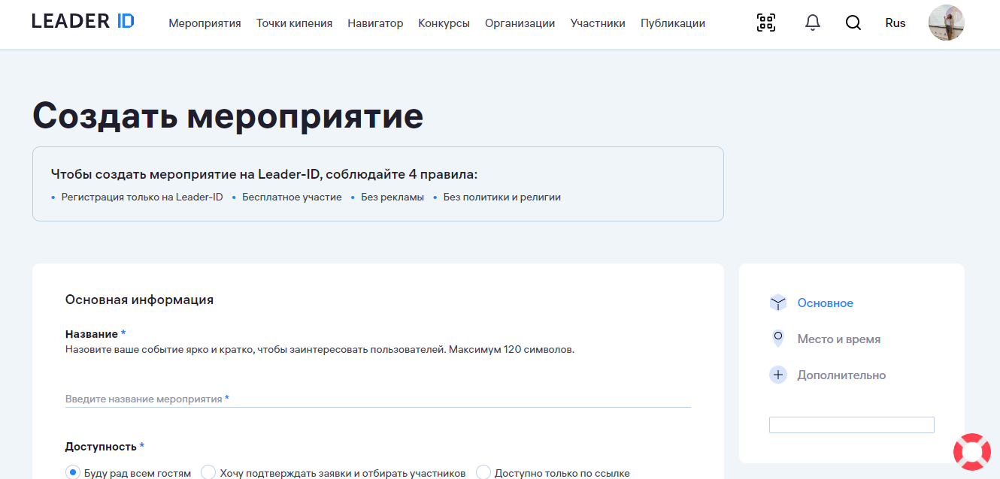 LEADER ID Мероприятия Точки кипения Навигатор Конкурсы Организации Участники Публикации Rus
Создать мероприятие
Чтобы создать мероприятие на Leader-ID, соблюдайте 4 правила:
• Регистрация только на Leader-ID • Бесплатное участие • Без рекламы • Без политики и религии
Основная информация
Название *
Назовите ваше событие ярко и кратко, чтобы заинтересовать пользователей. Максимум 120 символов.
Введите название мероприятия *
Доступность *
Буду рад всем гостям Хочу подтверждать заявки и отбирать участников Доступно только по ссылке
Основное
Место и время
Дополнительно